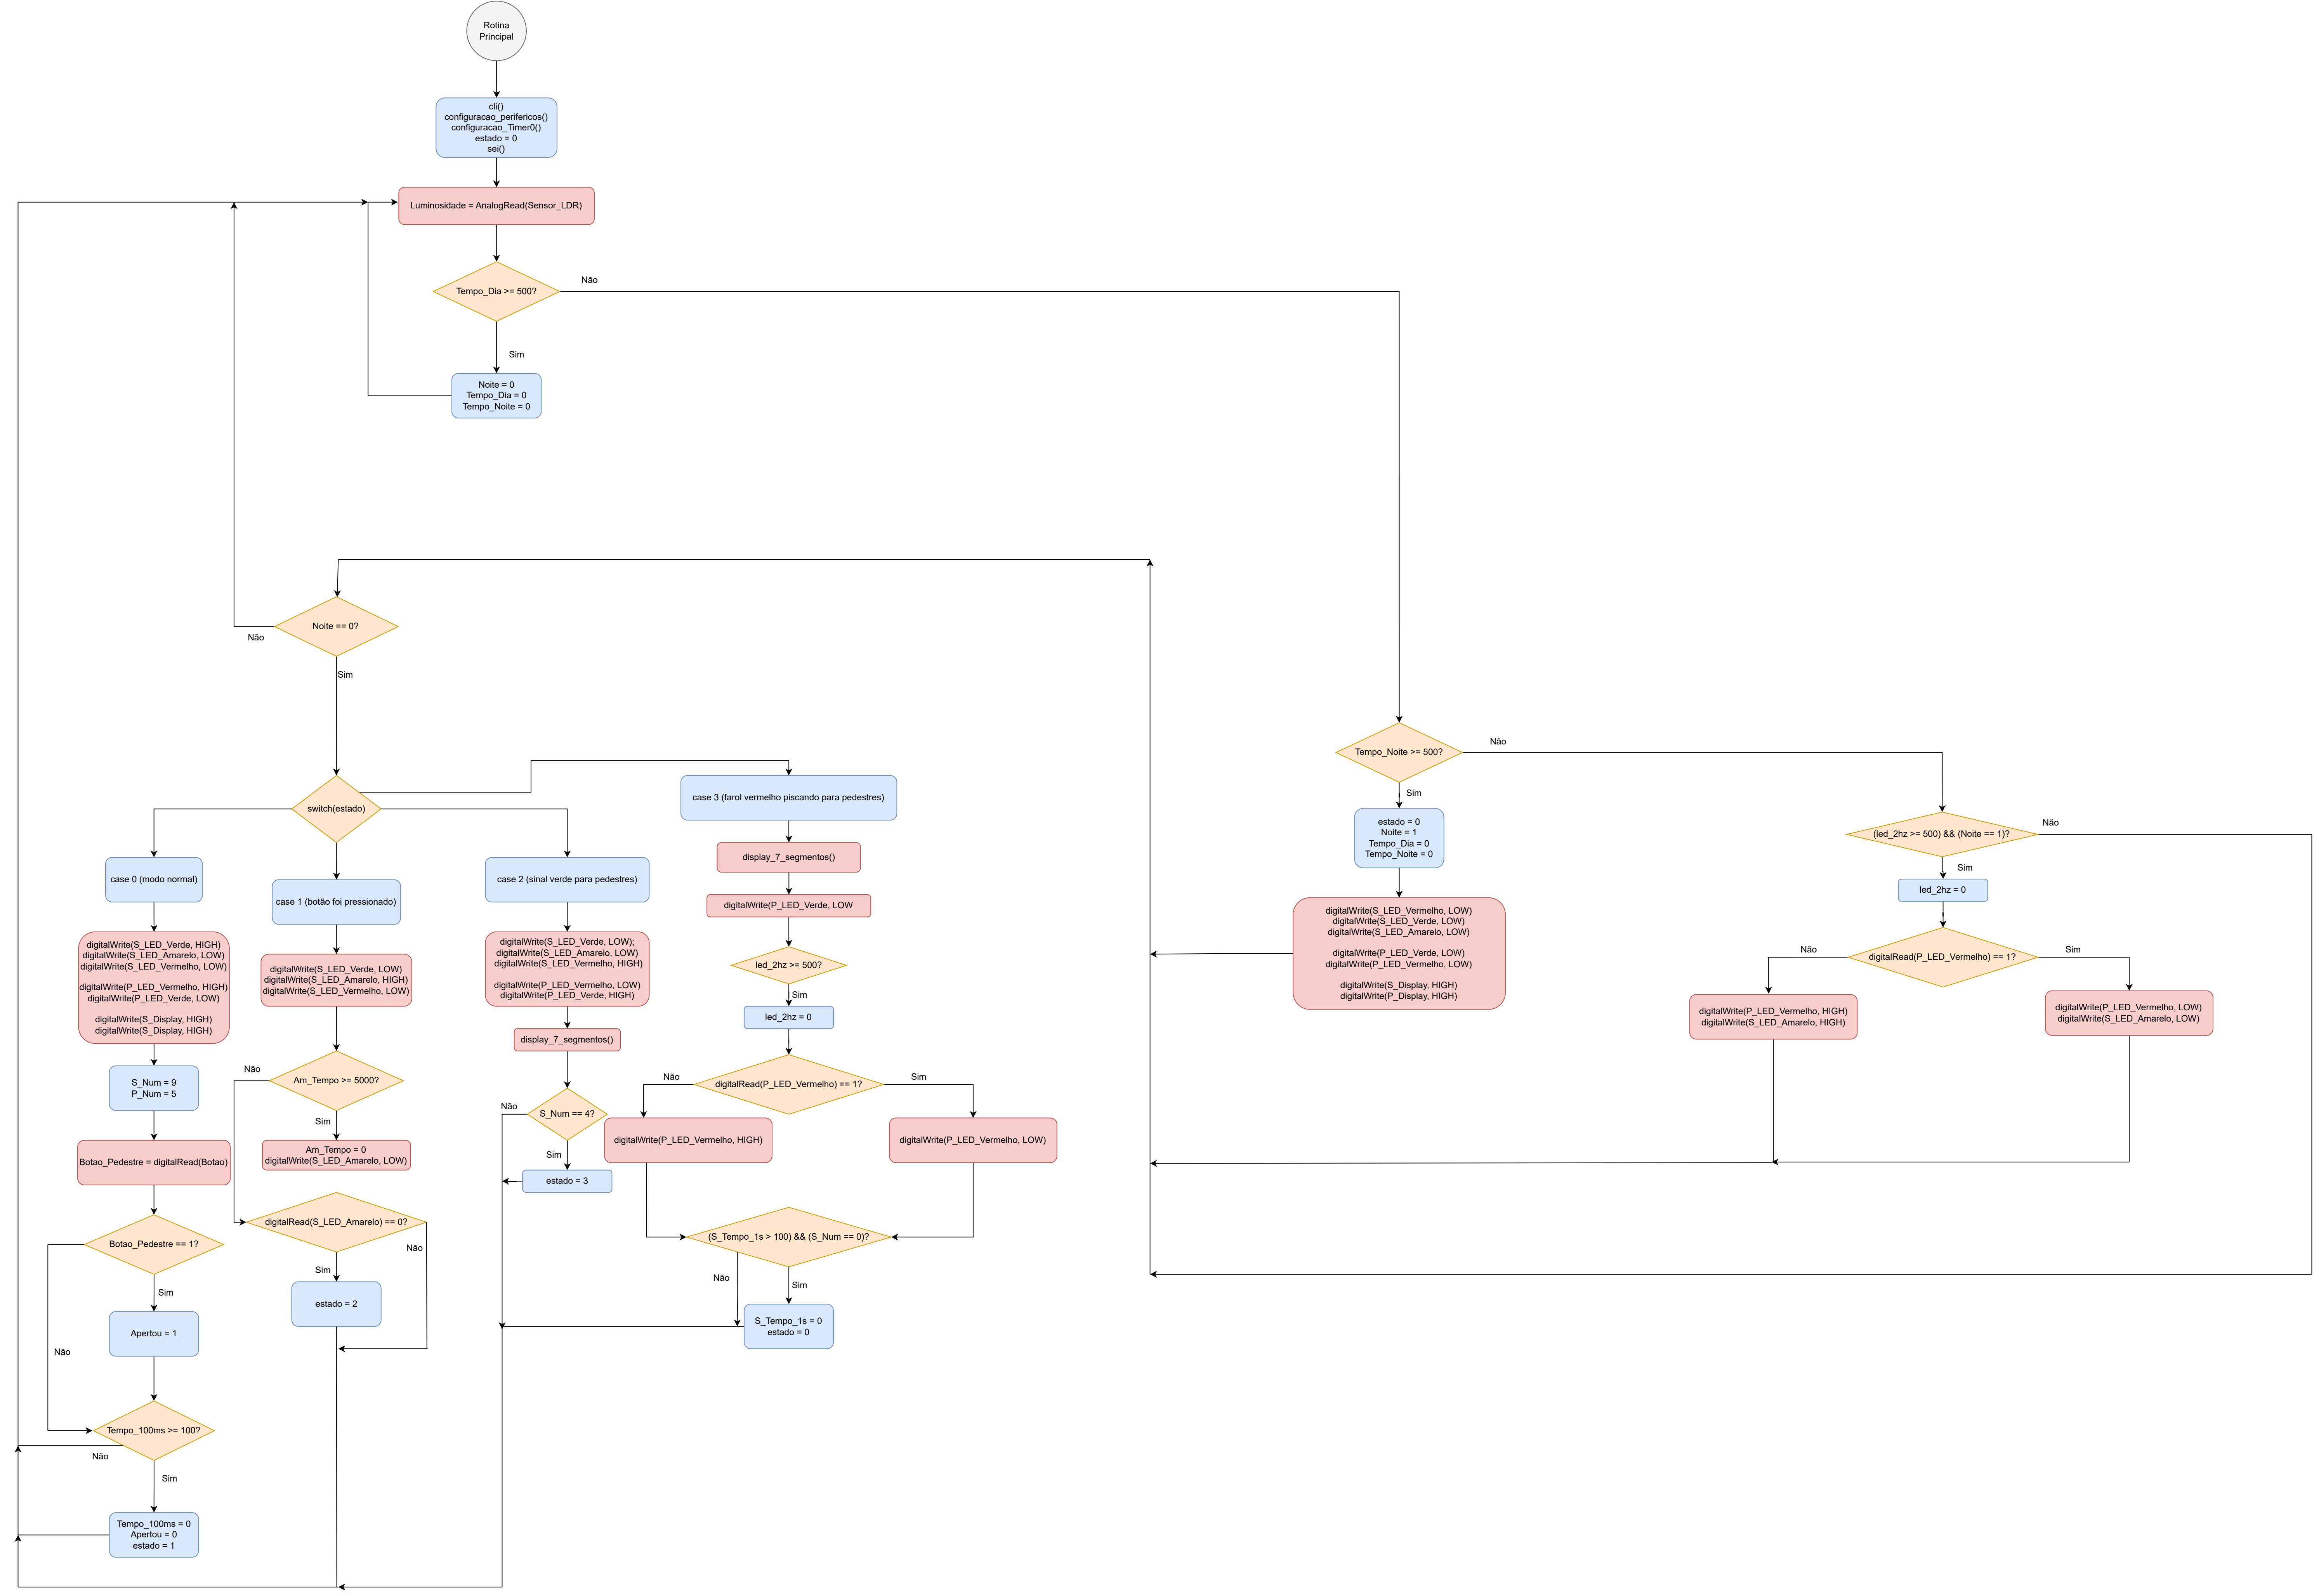 Rotina
Principal
cli()
configuracao_perifericos()
configuracao_Timer0()
estado = 0
sei()
Luminosidade = AnalogRead(Sensor_LDR)
Tempo_Dia >= 500?
Não
Sim
Noite = 0
Tempo_Dia = 0
Tempo_Noite = 0
Noite == 0?
Não
Sim
switch(estado)
case 0 (modo normal)
digitalWrite(S_LED_Verde, HIGH)
digitalWrite(S_LED_Amarelo, LOW)
digitalWrite(S_LED_Vermelho, LOW)
digitalWrite(P_LED_Vermelho, HIGH)
digitalWrite(P_LED_Verde, LOW)
digitalWrite(S_Display, HIGH)
digitalWrite(S_Display, HIGH)
S_Num = 9
P_Num = 5
Botao_Pedestre = digitalRead(Botao)
Botao_Pedestre == 1?
Sim
Não
Apertou = 1
Tempo_100ms >= 100?
Não
Sim
Tempo_100ms = 0
Apertou = 0
estado = 1
case 1 (botão foi pressionado)
digitalWrite(S_LED_Verde, LOW)
digitalWrite(S_LED_Amarelo, HIGH)
digitalWrite(S_LED_Vermelho, LOW)
Am_Tempo >= 5000?
Não
Sim
Am_Tempo = 0
digitalWrite(S_LED_Amarelo, LOW)
digitalRead(S_LED_Amarelo) == 0?
Não
Sim
estado = 2
case 2 (sinal verde para pedestres)
digitalWrite(S_LED_Verde, LOW);
digitalWrite(S_LED_Amarelo, LOW)
digitalWrite(S_LED_Vermelho, HIGH)
digitalWrite(P_LED_Vermelho, LOW)
digitalWrite(P_LED_Verde, HIGH)
display_7_segmentos()
S_Num == 4?
Não
Sim
estado = 3
case 3 (farol vermelho piscando para pedestres)
display_7_segmentos()
digitalWrite(P_LED_Verde, LOW
led_2hz >= 500?
Sim
led_2hz = 0
digitalRead(P_LED_Vermelho) == 1?
Não
Sim
digitalWrite(P_LED_Vermelho, HIGH)
digitalWrite(P_LED_Vermelho, LOW)
(S_Tempo_1s > 100) && (S_Num == 0)?
Não
Sim
S_Tempo_1s = 0
estado = 0
Tempo_Noite >= 500?
Não
Sim
estado = 0
Noite = 1
Tempo_Dia = 0
Tempo_Noite = 0
digitalWrite(S_LED_Vermelho, LOW)
digitalWrite(S_LED_Verde, LOW)
digitalWrite(S_LED_Amarelo, LOW)
digitalWrite(P_LED_Verde, LOW)
digitalWrite(P_LED_Vermelho, LOW)
digitalWrite(S_Display, HIGH)
digitalWrite(P_Display, HIGH)
(led_2hz >= 500) && (Noite == 1)?
Não
Sim
led_2hz = 0
digitalRead(P_LED_Vermelho) == 1?
Não
Sim
digitalWrite(P_LED_Vermelho, HIGH)
digitalWrite(S_LED_Amarelo, HIGH)
digitalWrite(P_LED_Vermelho, LOW)
digitalWrite(S_LED_Amarelo, LOW)